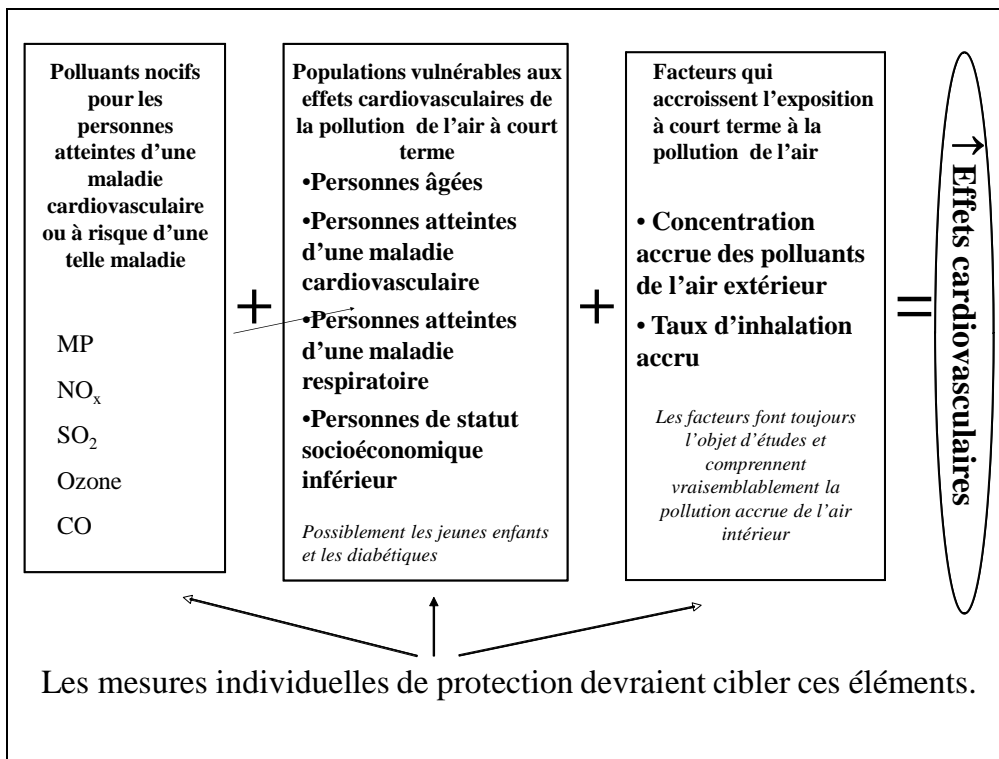 Polluants nocifs
pour les
personnes
atteintes d’une
maladie
cardiovasculaire
ou à risque d’une
telle maladie
MP
NOx
SO2
Ozone
CO
+
Populations vulnérables aux
effets cardiovasculaires de
la pollution de l’air à court
terme
•Personnes âgées
•Personnes atteintes
d’une maladie
cardiovasculaire
•Personnes atteintes
d’une maladie
respiratoire
•Personnes de statut
socioéconomique
inférieur
Possiblement les jeunes enfants
et les diabétiques
+
Facteurs qui
accroissent l’exposition
à court terme à la
pollution de l’air
• Concentration
accrue des polluants
de l’air extérieur
• Taux d’inhalation
accru
Les facteurs font toujours
l’objet d’études et
comprennent
vraisemblablement la
pollution accrue de l’air
intérieur
=
↑ Effets cardiovasculaires
Les mesures individuelles de protection devraient cibler ces éléments.